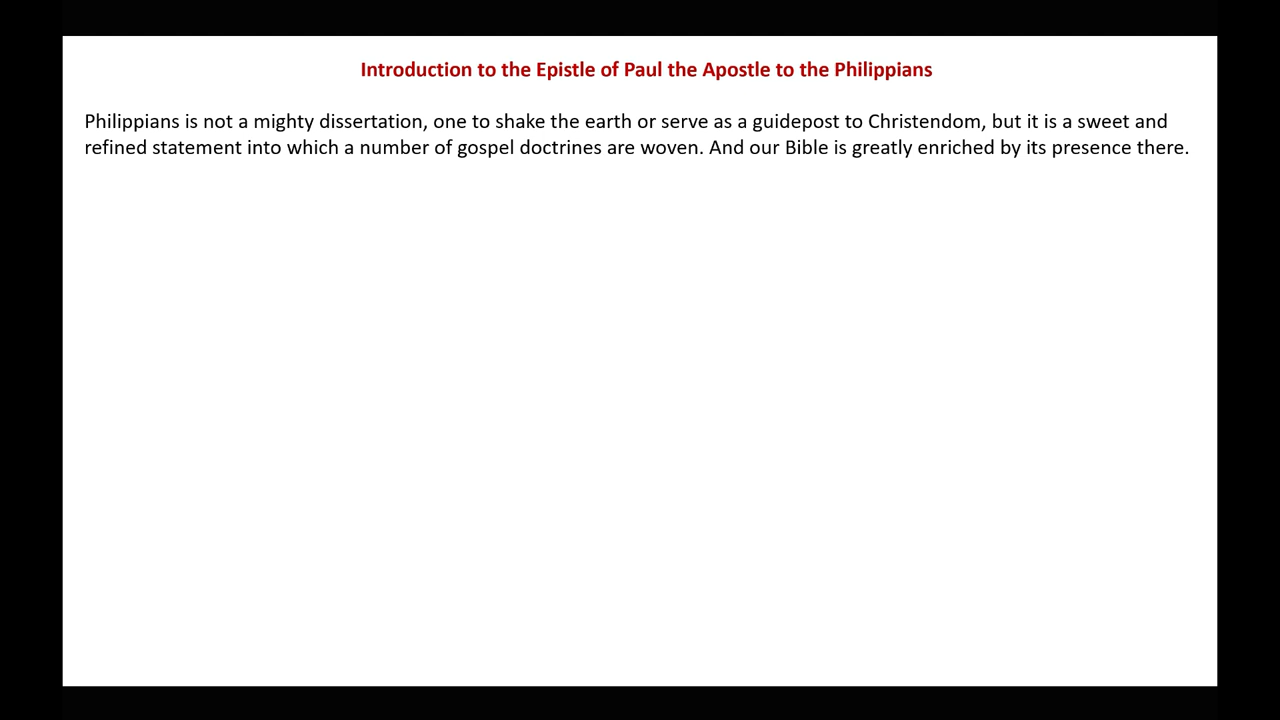 Introduction to the Epistle of Paul the Apostle to the Philippians
Philippians is not a mighty dissertation, one to shake the earth or serve as a guidepost to Christendom, but it is a sweet and
refined statement into which a number of gospel doctrines are woven. And our Bible is greatly enriched by its presence there.